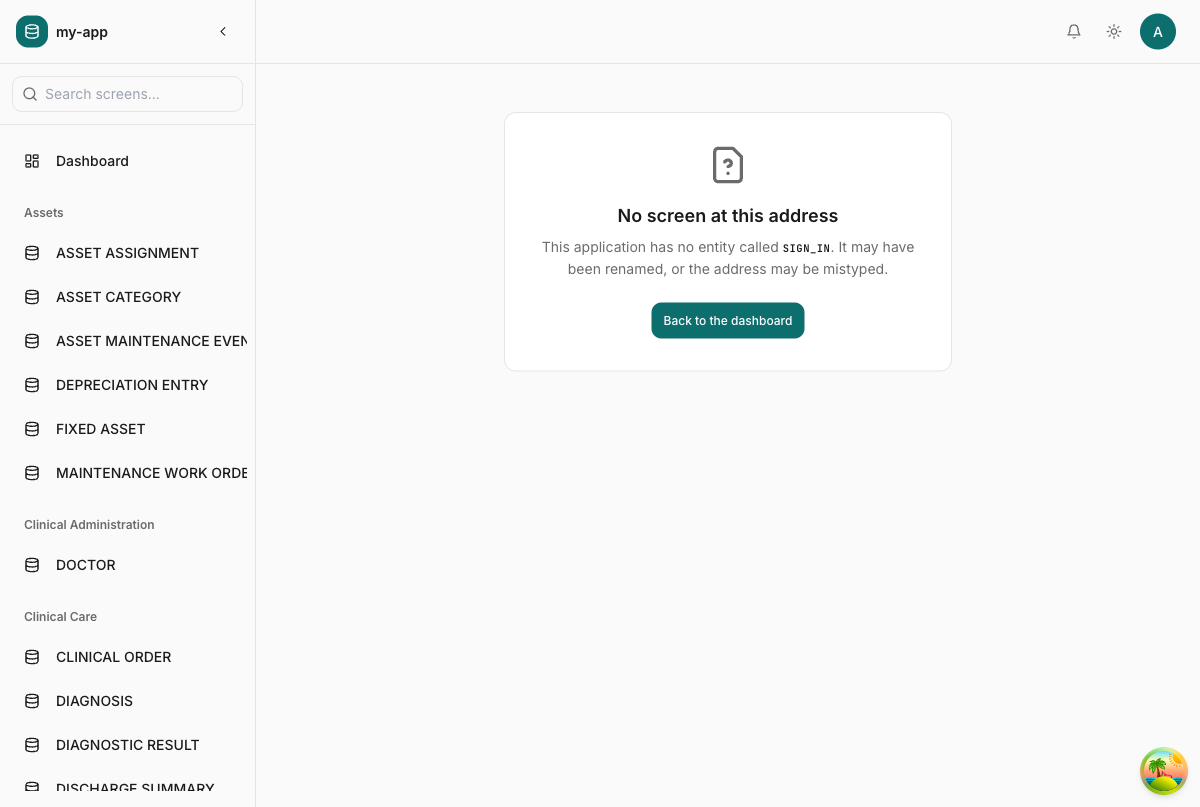 my-app
A
Search screens...
Dashboard
Assets
ASSET ASSIGNMENT
ASSET CATEGORY
ASSET MAINTENANCE EVEN
DEPRECIATION ENTRY
FIXED ASSET
MAINTENANCE WORK ORDE
Clinical Administration
DOCTOR
Clinical Care
CLINICAL ORDER
DIAGNOSIS
DIAGNOSTIC RESULT
DISCHARGE SUMMARY
No screen at this address
This application has no entity called SIGN_IN. It may have
been renamed, or the address may be mistyped.
Back to the dashboard